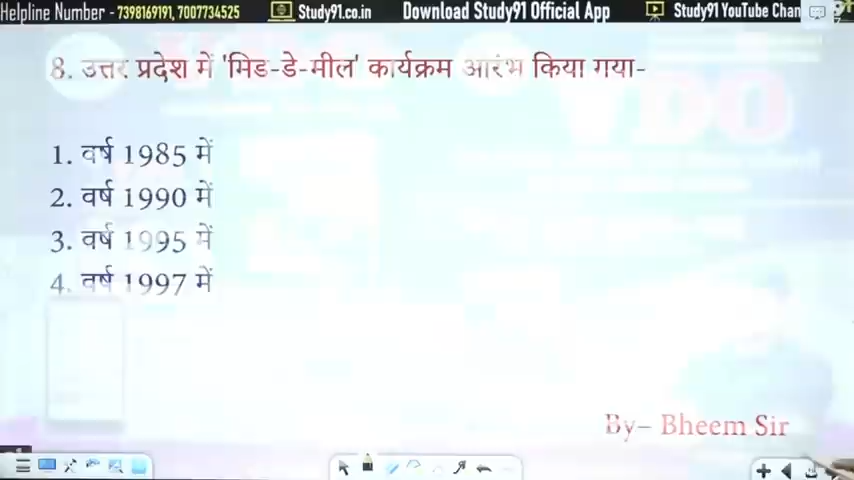 Helpline Number - 7398169191, 7007734525 Study91.co.in Download Study91 Official App Study91 YouTube Chan
8. उत्तर प्रदेश में 'मिड-डे-मील' कार्यक्रम आरंभ किया गया-
1. वर्ष 1985 में
2. वर्ष 1990 में
3. वर्ष 1995 में
4. वर्ष 1997 में
By– Bheem Sir